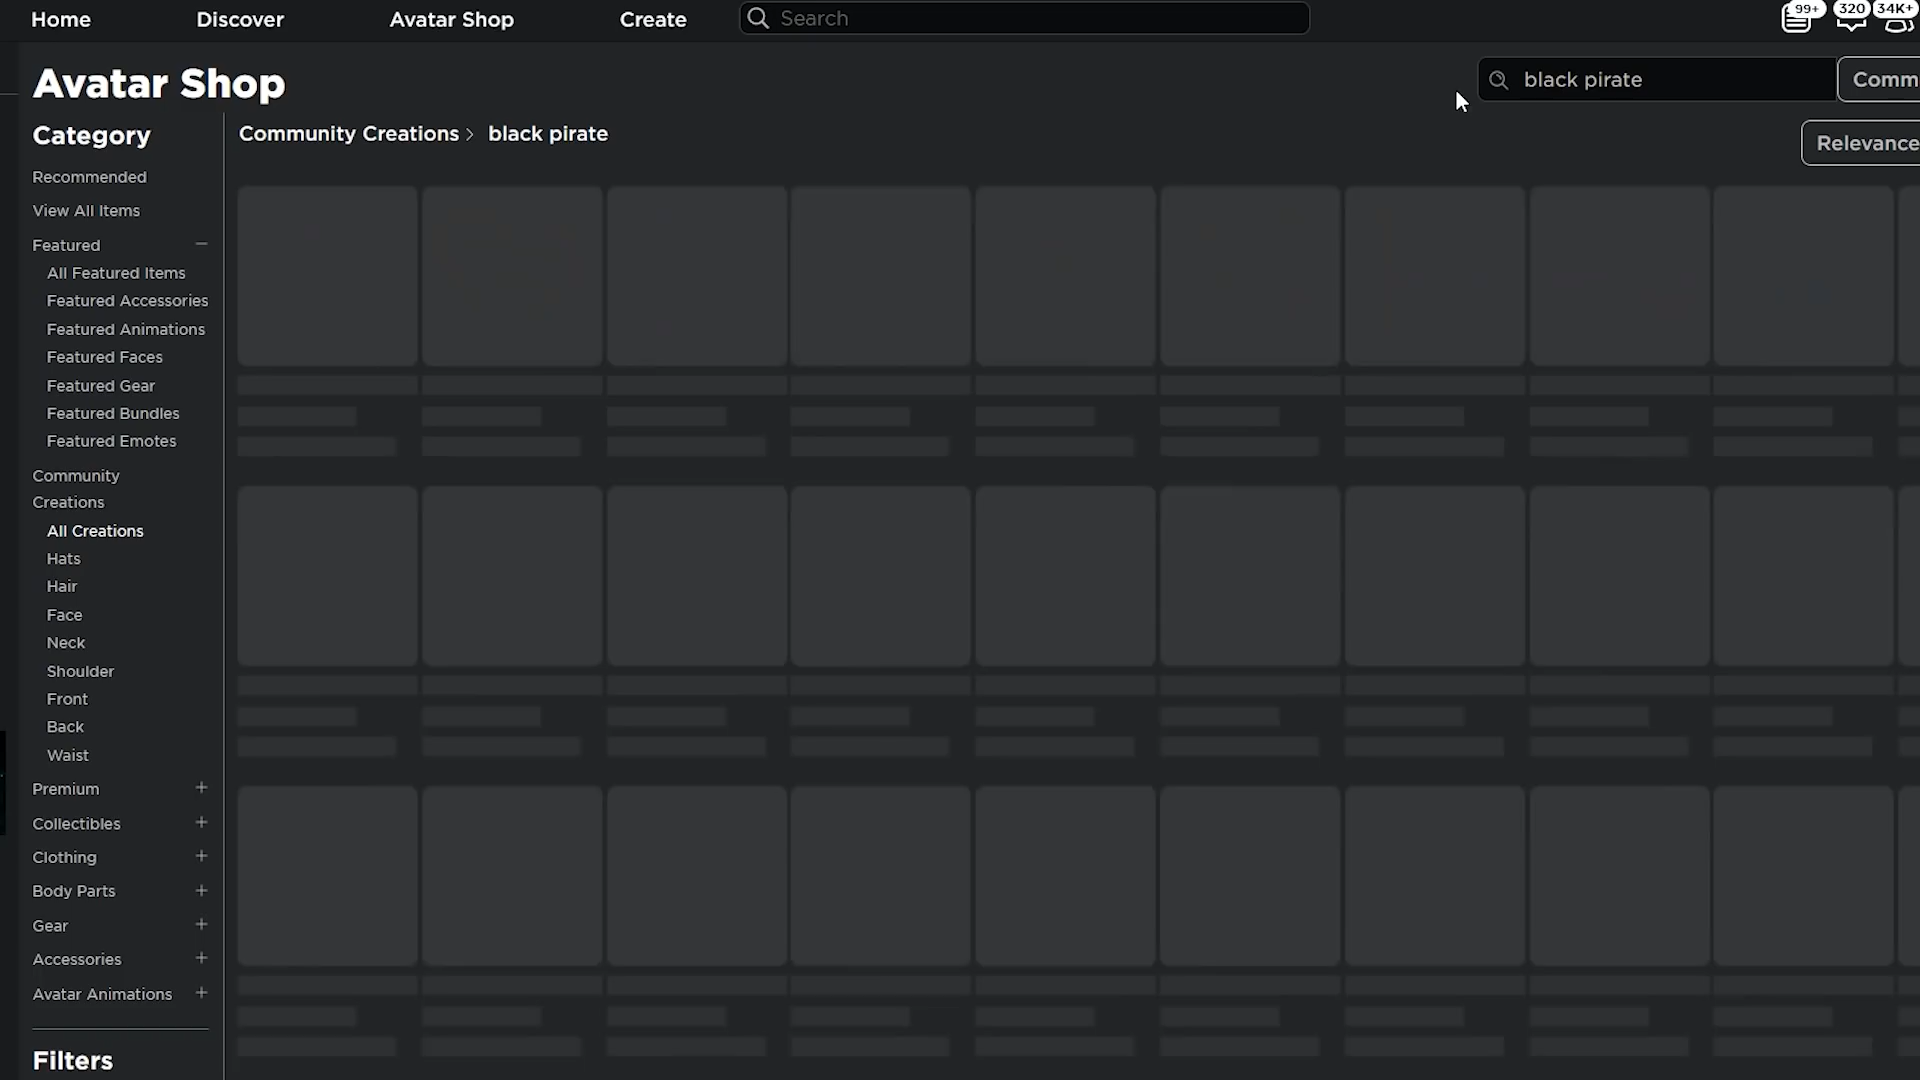 Home Discover Avatar Shop Create Search 99+ 320 34K+
Avatar Shop
black pirate Comm
Category
Community Creations > black pirate
Relevance
Recommended
View All Items
Featured −
All Featured Items
Featured Accessories
Featured Animations
Featured Faces
Featured Gear
Featured Bundles
Featured Emotes
Community
Creations
All Creations
Hats
Hair
Face
Neck
Shoulder
Front
Back
Waist
Premium +
Collectibles +
Clothing +
Body Parts +
Gear +
Accessories +
Avatar Animations +
Filters